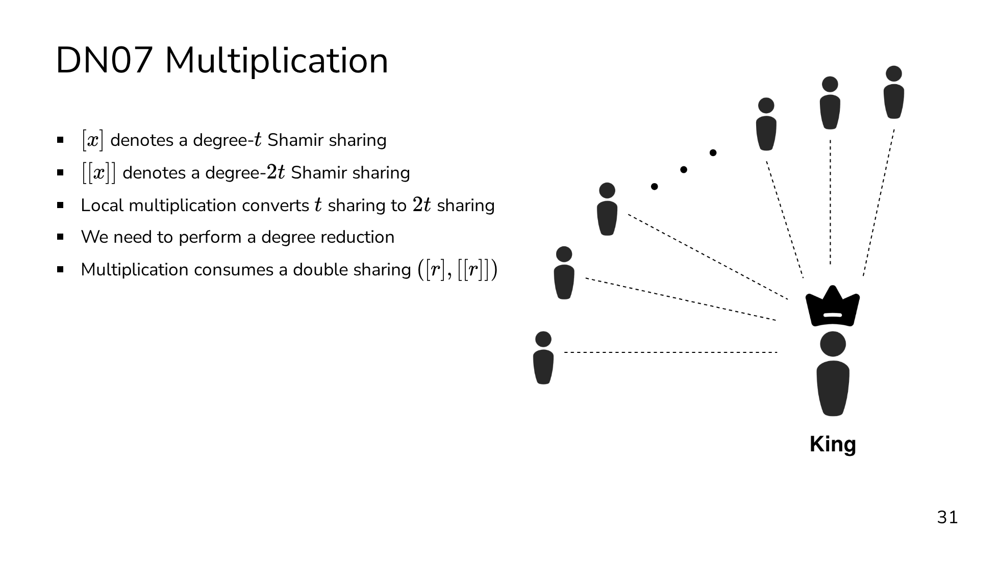 DN07 Multiplication
▪ [x] denotes a degree-t Shamir sharing
▪ [[x]] denotes a degree-2t Shamir sharing
▪ Local multiplication converts t sharing to 2t sharing
▪ We need to perform a degree reduction
▪ Multiplication consumes a double sharing ([r], [[r]])
King
31